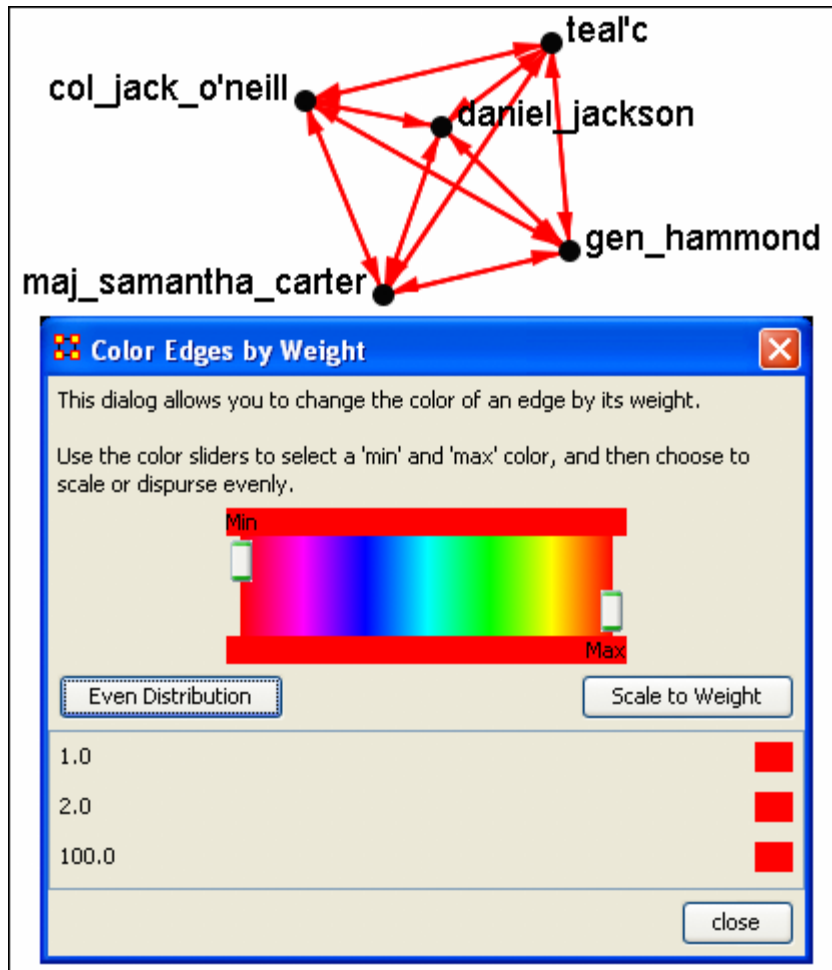 teal'c
col_jack_o'neill
daniel_jackson
gen_hammond
maj_samantha_carter
Color Edges by Weight
This dialog allows you to change the color of an edge by its weight.
Use the color sliders to select a 'min' and 'max' color, and then choose to
scale or dispurse evenly.
Min
Max
Even Distribution
Scale to Weight
1.0
2.0
100.0
close